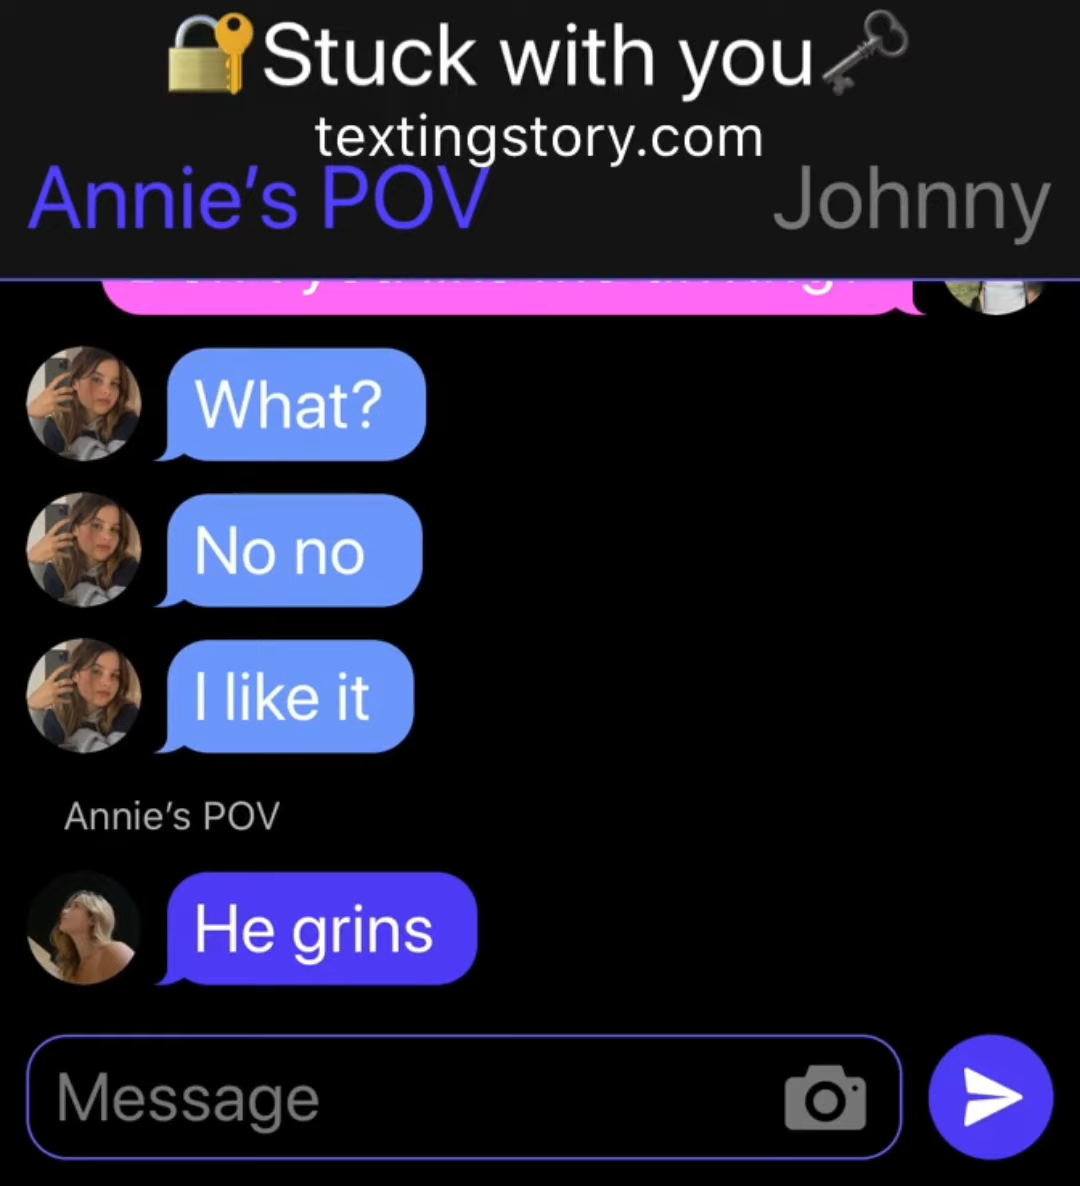 🔐Stuck with you🗝
textingstory.com
Annie's POV
Johnny
What?
No no
I like it
Annie's POV
He grins
Message